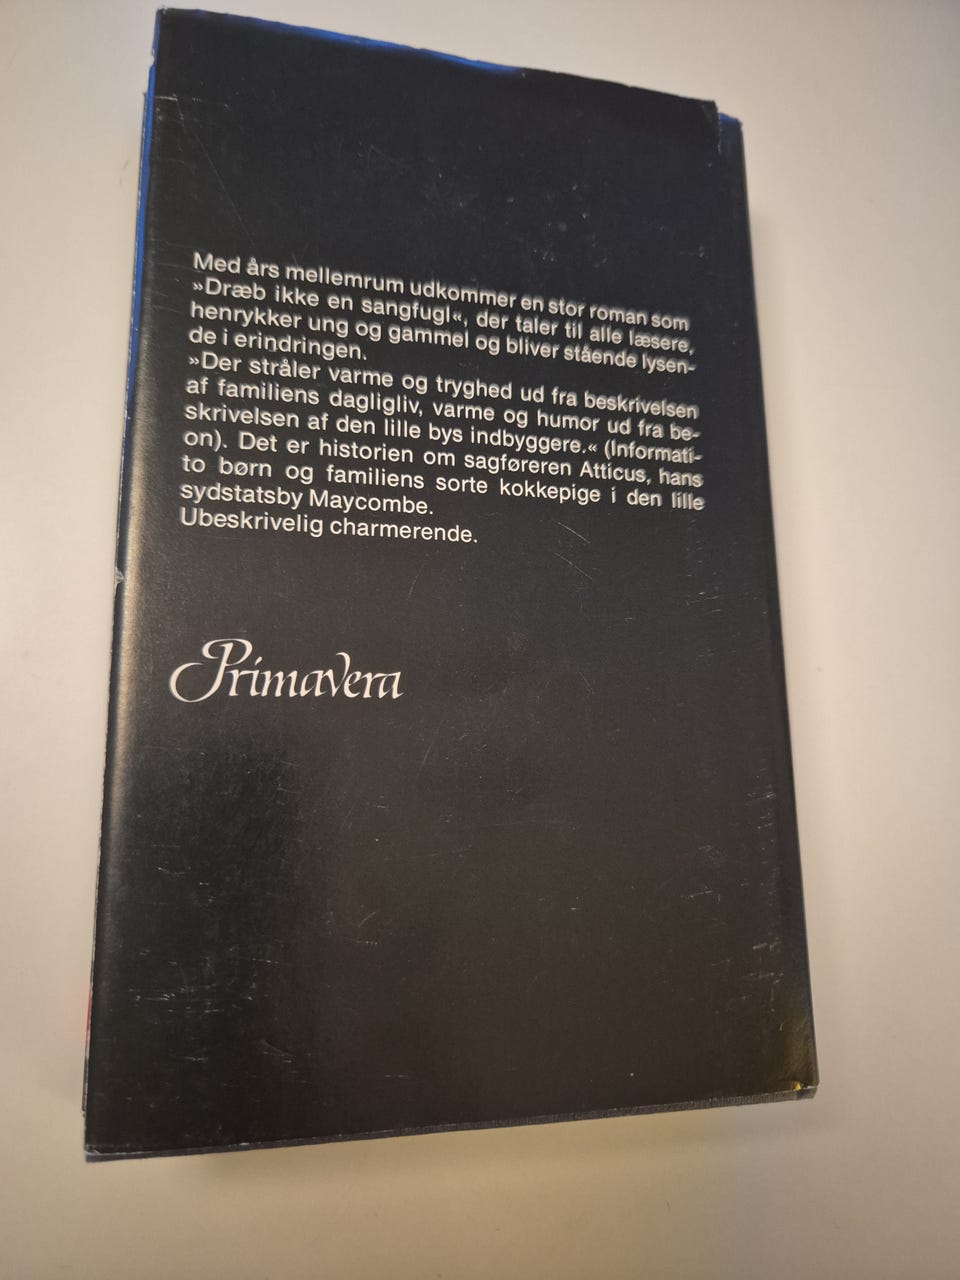 Med års mellemrum udkommer en stor roman som
»Dræb ikke en sangfugl«, der taler til alle læsere,
henrykker ung og gammel og bliver stående lysen-
de i erindringen.
»Der stråler varme og tryghed ud fra beskrivelsen
af familiens dagligliv, varme og humor ud fra be-
skrivelsen af den lille bys indbyggere.« (Informati-
on). Det er historien om sagføreren Atticus, hans
to børn og familiens sorte kokkepige i den lille
sydstatsby Maycombe.
Ubeskrivelig charmerende.
Primavera